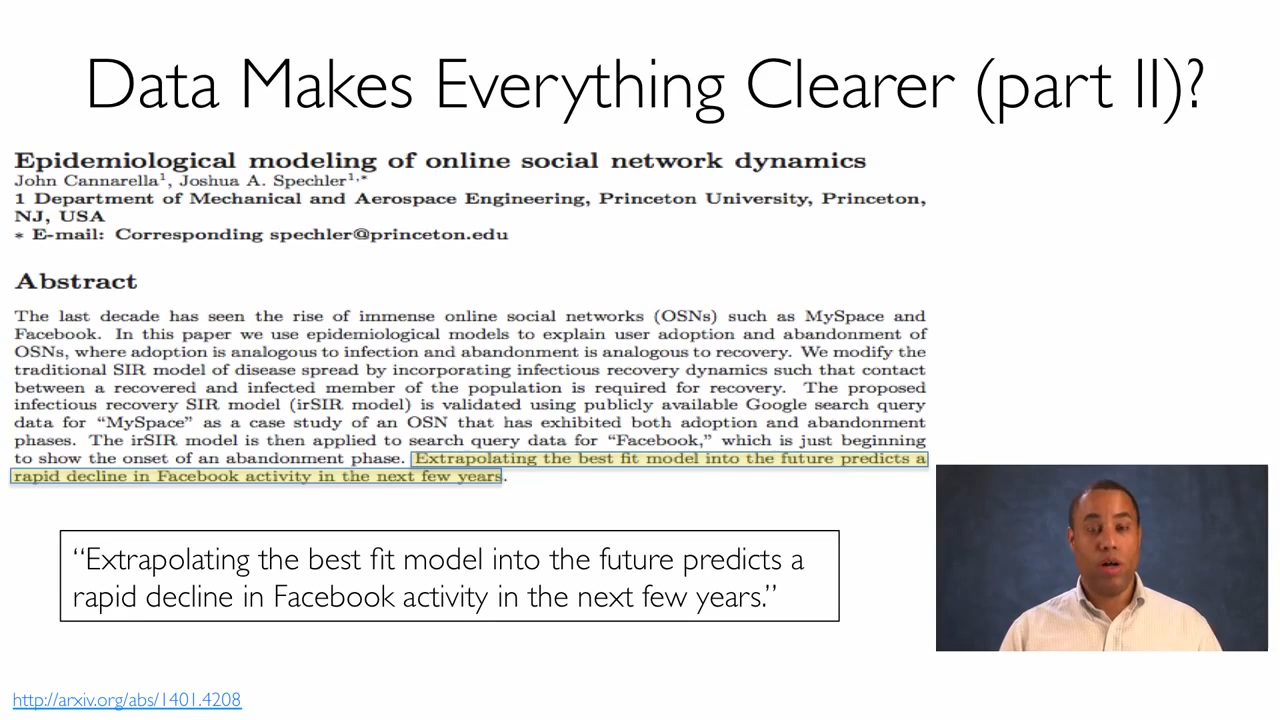 Data Makes Everything Clearer (part II)?
Epidemiological modeling of online social network dynamics
John Cannarella1, Joshua A. Spechler1,*
1 Department of Mechanical and Aerospace Engineering, Princeton University, Princeton,
NJ, USA
* E-mail: Corresponding spechler@princeton.edu
Abstract
The last decade has seen the rise of immense online social networks (OSNs) such as MySpace and
Facebook. In this paper we use epidemiological models to explain user adoption and abandonment of
OSNs, where adoption is analogous to infection and abandonment is analogous to recovery. We modify the
traditional SIR model of disease spread by incorporating infectious recovery dynamics such that contact
between a recovered and infected member of the population is required for recovery. The proposed
infectious recovery SIR model (irSIR model) is validated using publicly available Google search query
data for “MySpace” as a case study of an OSN that has exhibited both adoption and abandonment
phases. The irSIR model is then applied to search query data for “Facebook,” which is just beginning
to show the onset of an abandonment phase. Extrapolating the best fit model into the future predicts a
rapid decline in Facebook activity in the next few years.
“Extrapolating the best fit model into the future predicts a
rapid decline in Facebook activity in the next few years.”
http://arxiv.org/abs/1401.4208